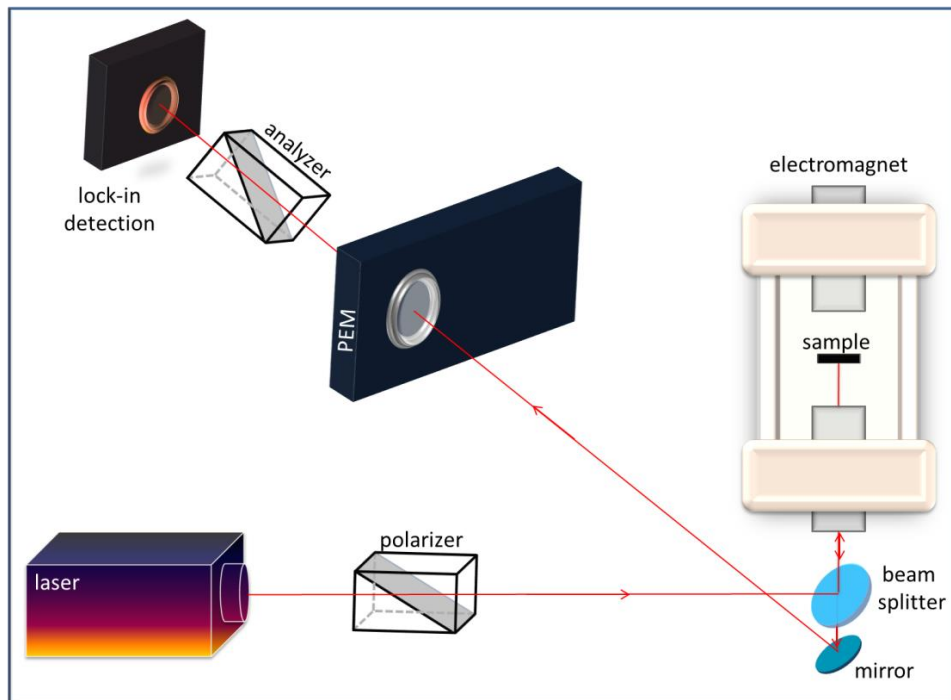 analyzer
lock-in
detection
electromagnet
PEM
sample
polarizer
laser
beam
splitter
mirror